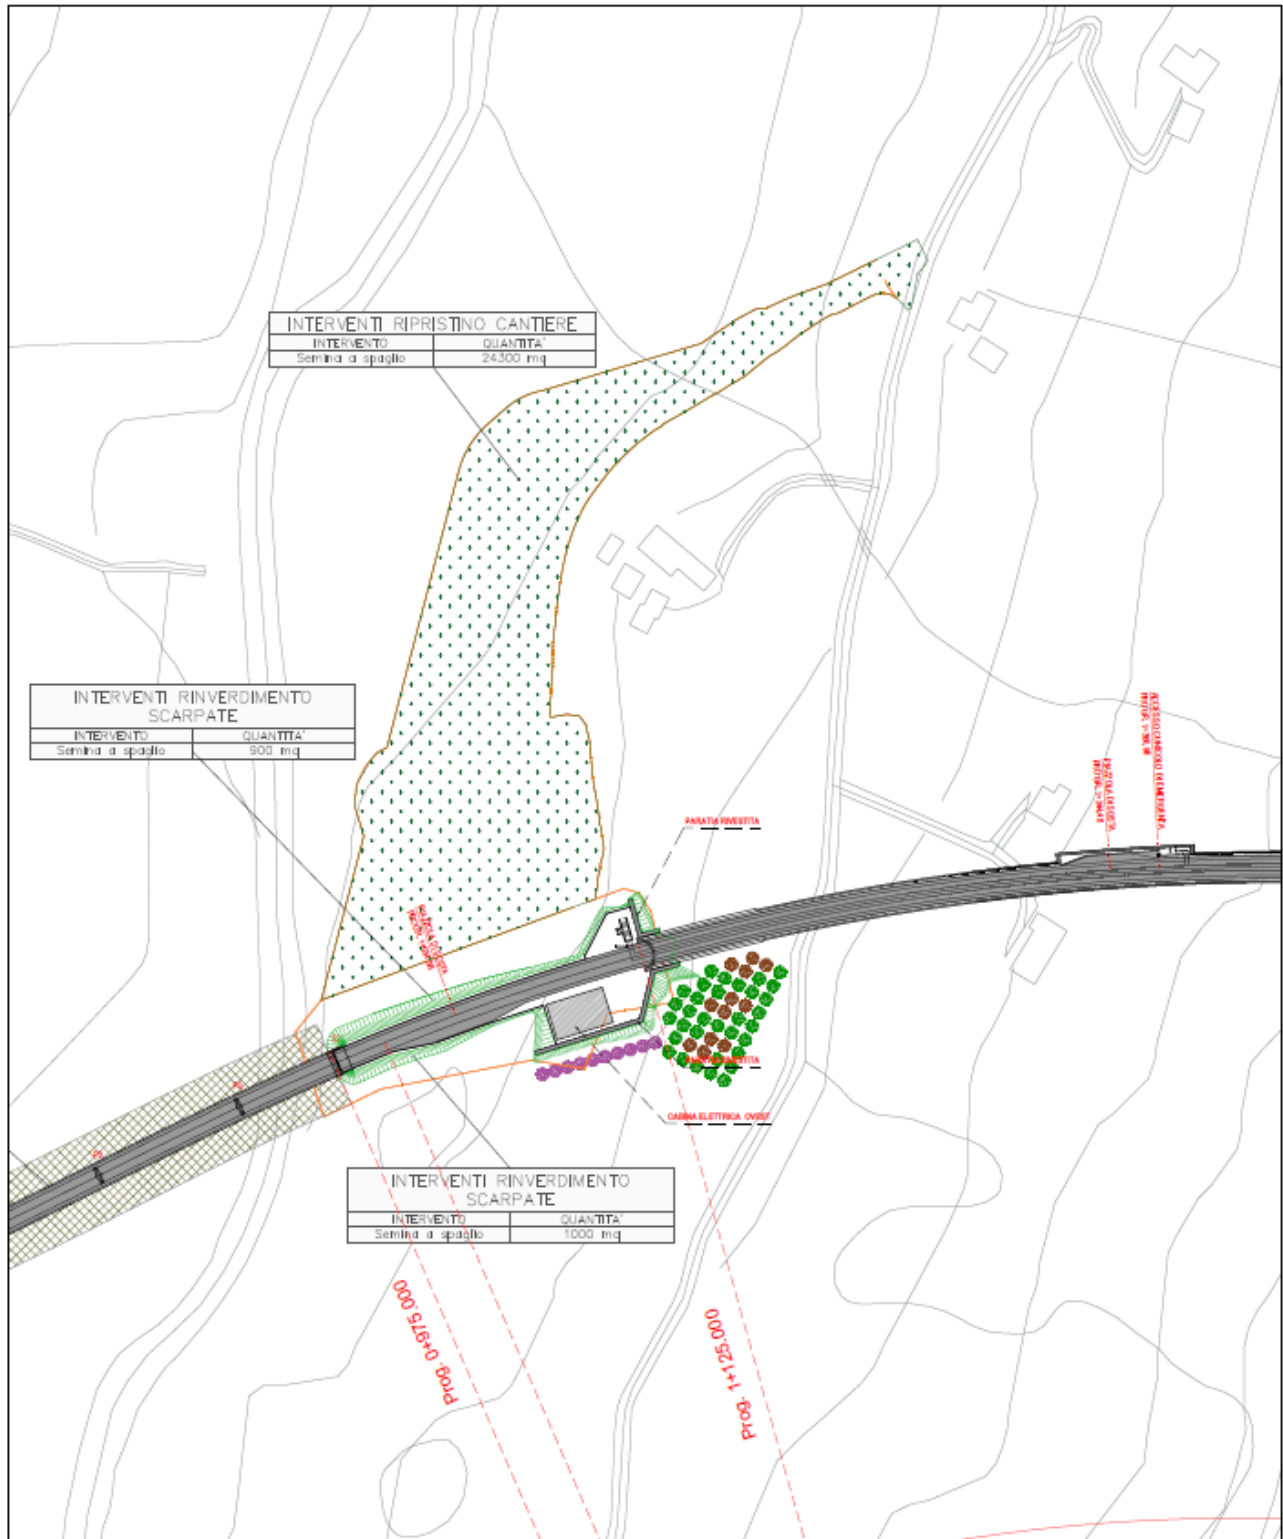 INTERVENTI RIPRISTINO CANTIERE
INTERVENTO QUANTITA'
Semina a spaglio 24300 mq
INTERVENTI RINVERDIMENTO
SCARPATE
INTERVENTO QUANTITA'
Semina a spaglio 900 mq
PARATIA RIVESTITA
PARATIA RIVESTITA
CABINA ELETTRICA OVEST
INTERVENTI RINVERDIMENTO
SCARPATE
INTERVENTO QUANTITA'
Semina a spaglio 1000 mq
Prog. 0+975.000
Prog. 1+125.000